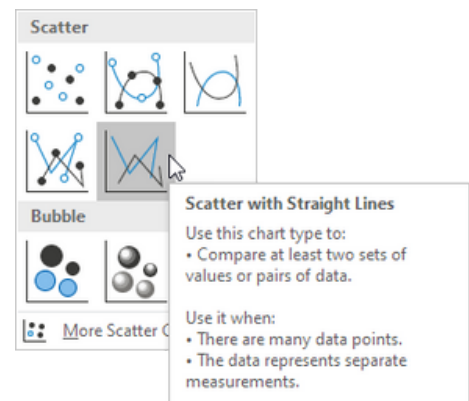 Scatter
Bubble
More Scatter C
Scatter with Straight Lines
Use this chart type to:
• Compare at least two sets of
values or pairs of data.
Use it when:
• There are many data points.
• The data represents separate
measurements.